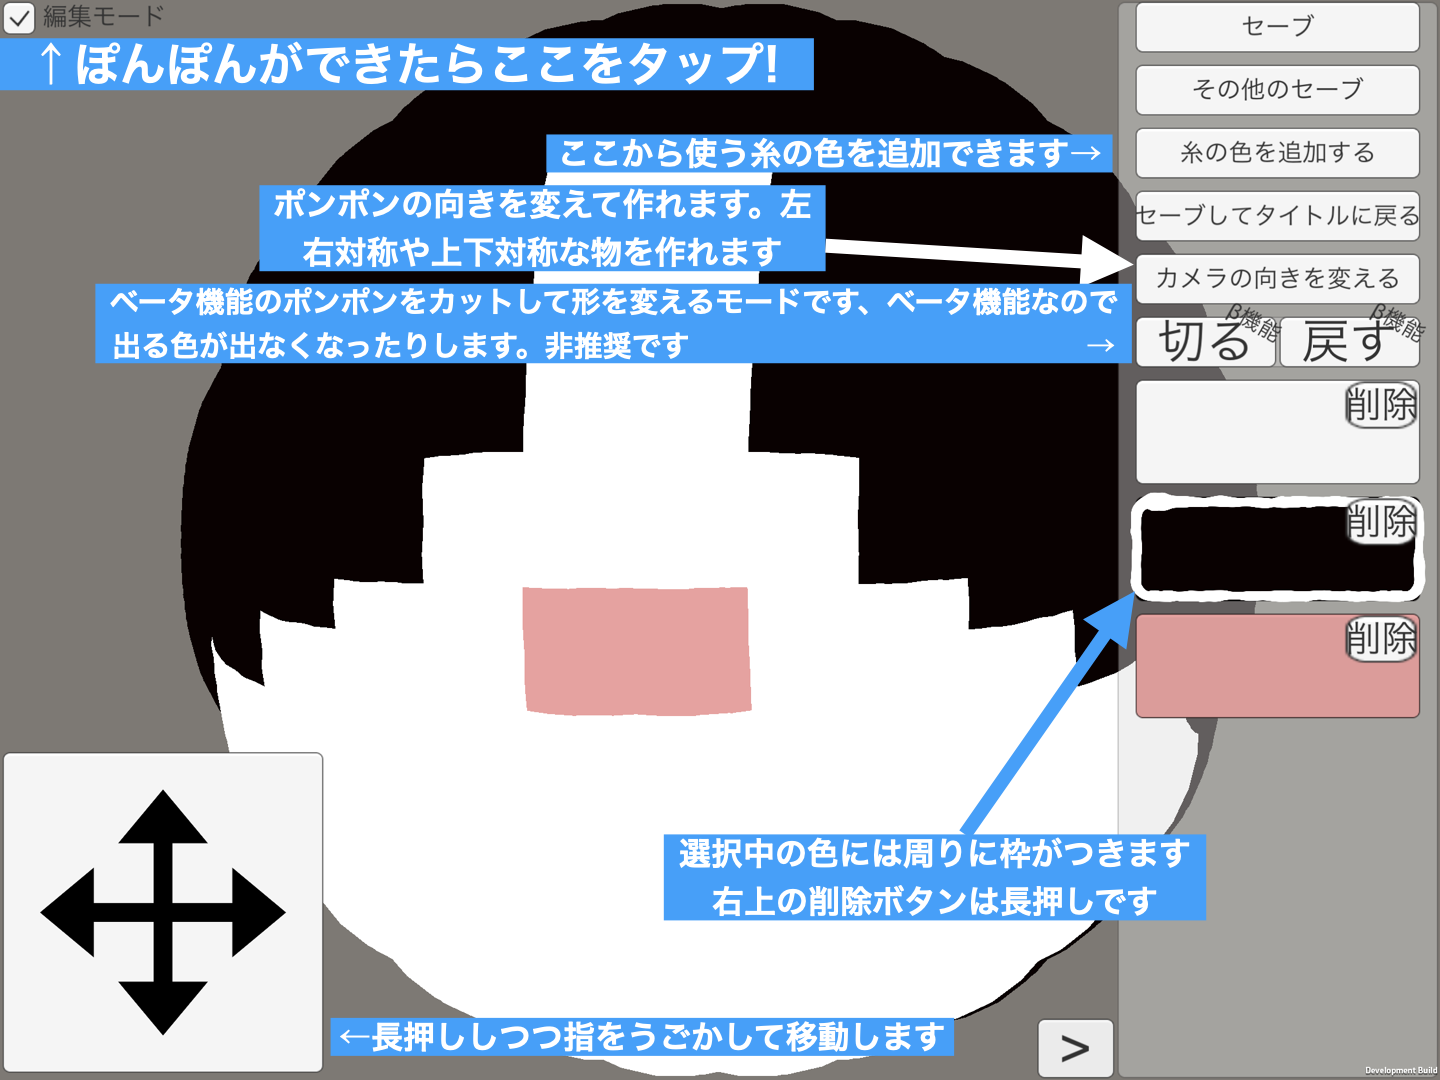 編集モード
↑ぽんぽんができたらここをタップ!
ここから使う糸の色を追加できます→
ポンポンの向きを変えて作れます。左
右対称や上下対称な物を作れます
ベータ機能のポンポンをカットして形を変えるモードです、ベータ機能なので
出る色が出なくなったりします。非推奨です →
セーブ
その他のセーブ
糸の色を追加する
セーブしてタイトルに戻る
カメラの向きを変える
切る β機能 戻す β機能
削除
削除
削除
選択中の色には周りに枠がつきます
右上の削除ボタンは長押しです
←長押ししつつ指をうごかして移動します
>
Development Build